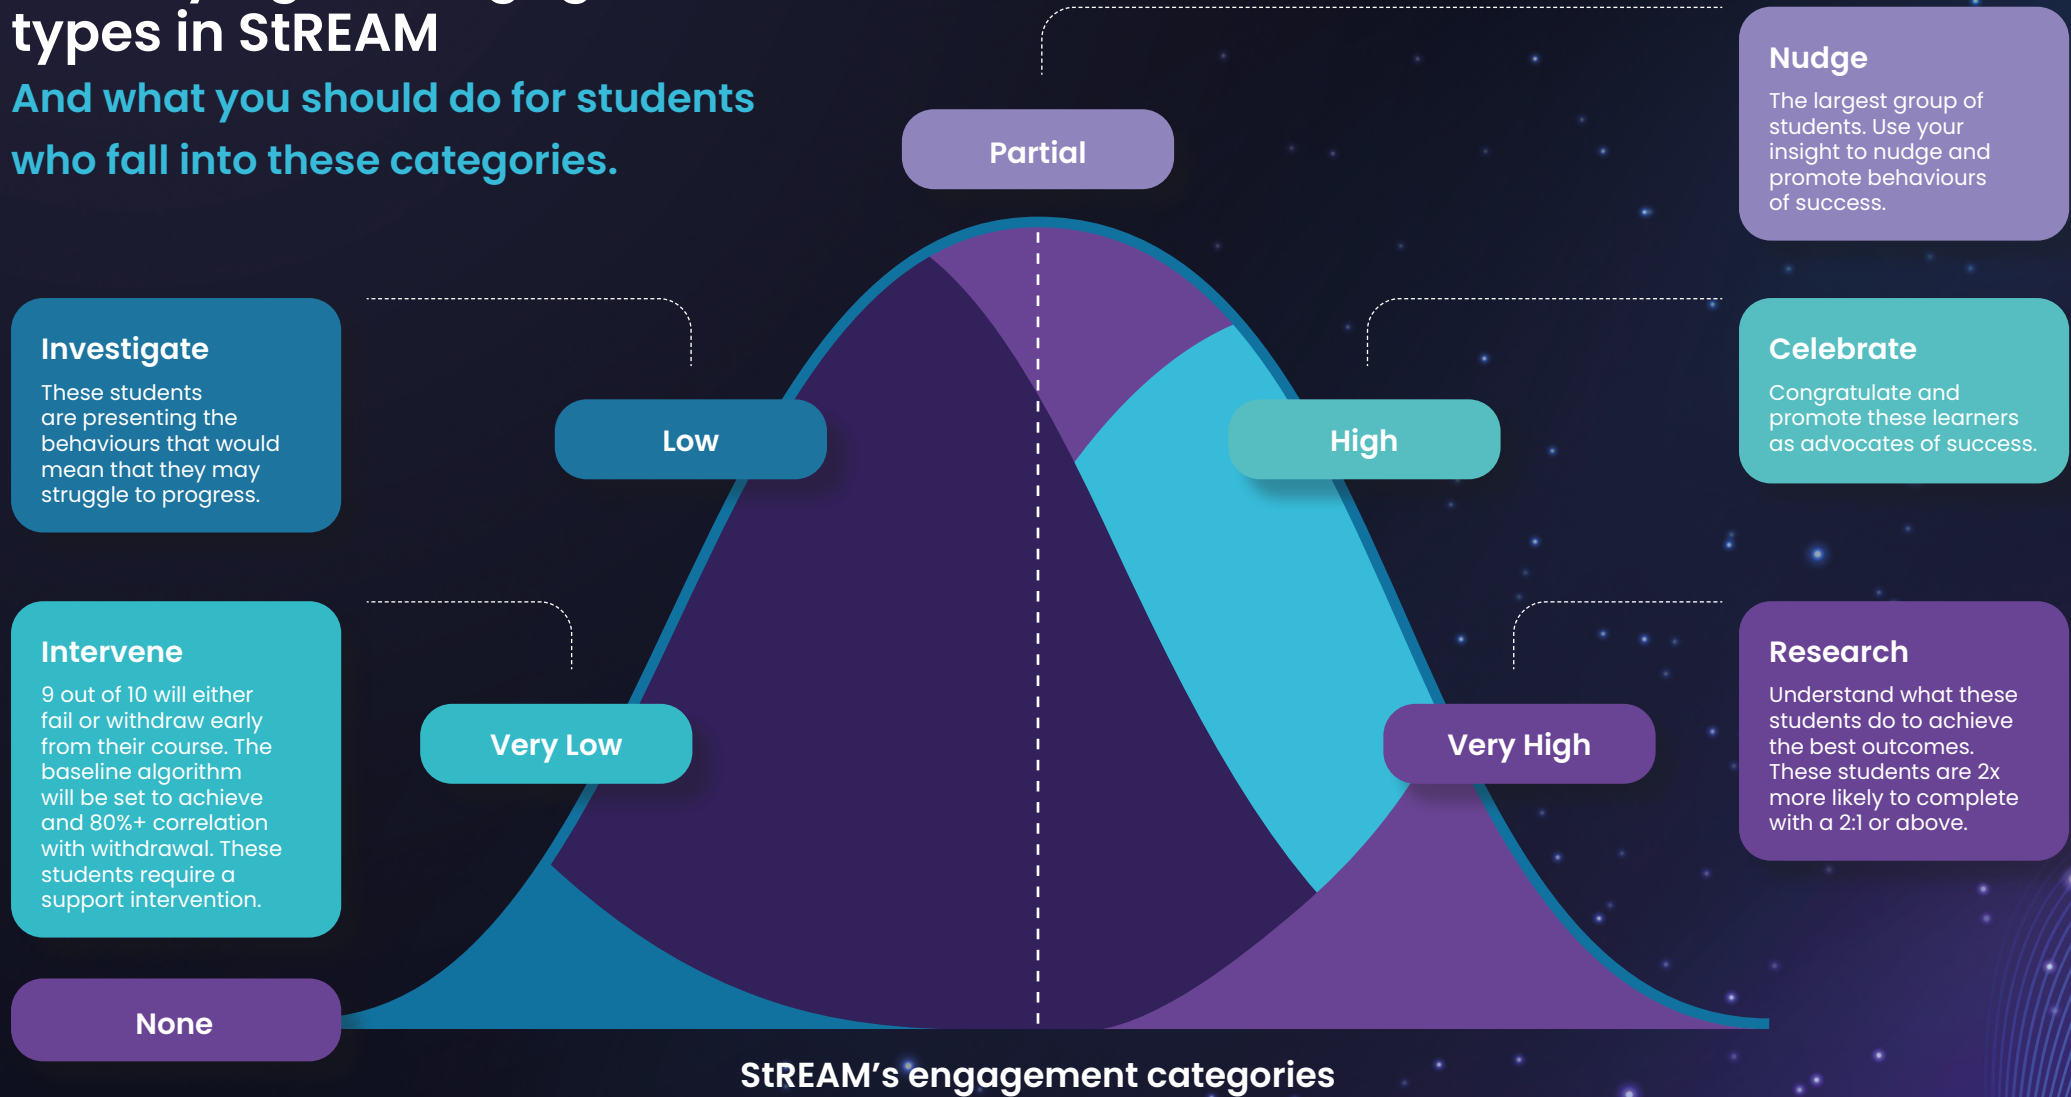 types in StREAM
And what you should do for students
who fall into these categories.
Partial
Nudge
The largest group of
students. Use your
insight to nudge and
promote behaviours
of success.
Investigate
These students
are presenting the
behaviours that would
mean that they may
struggle to progress.
Low
High
Celebrate
Congratulate and
promote these learners
as advocates of success.
Intervene
9 out of 10 will either
fail or withdraw early
from their course. The
baseline algorithm
will be set to achieve
and 80%+ correlation
with withdrawal. These
students require a
support intervention.
Very Low
Very High
Research
Understand what these
students do to achieve
the best outcomes.
These students are 2x
more likely to complete
with a 2:1 or above.
None
StREAM’s engagement categories